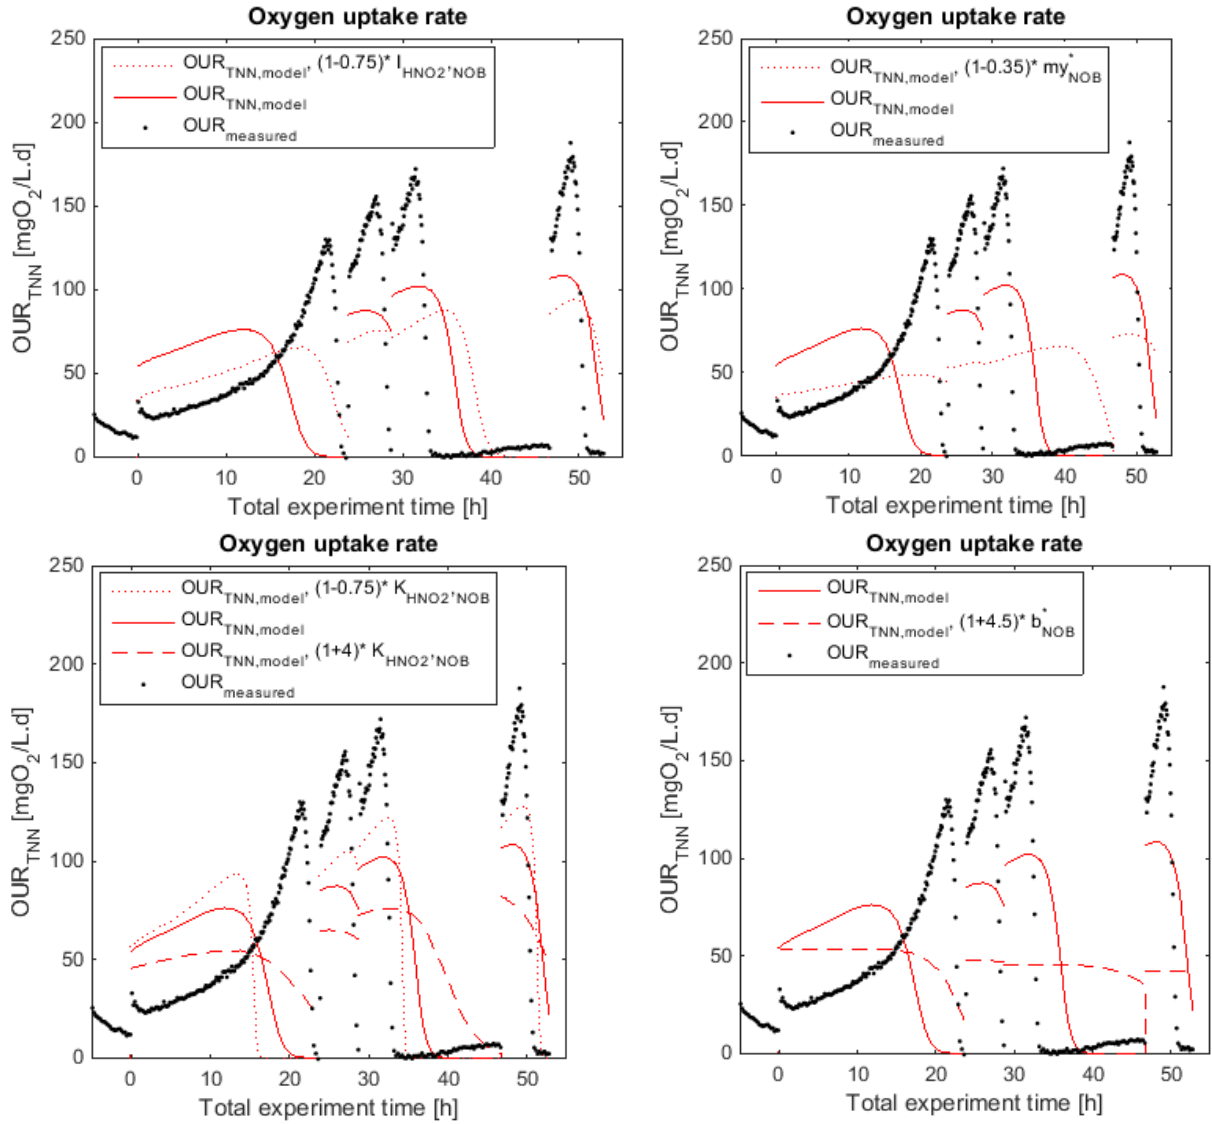 Oxygen uptake rate
250
200
150
100
50
0
OUR_TNN [mgO_2/L.d]
OUR_TNN,model, (1-0.75)* I_HNO2,NOB
OUR_TNN,model
OUR_measured
0 10 20 30 40 50
Total experiment time [h]
Oxygen uptake rate
250
200
150
100
50
0
OUR_TNN [mgO_2/L.d]
OUR_TNN,model, (1-0.35)* my^*_NOB
OUR_TNN,model
OUR_measured
0 10 20 30 40 50
Total experiment time [h]
Oxygen uptake rate
250
200
150
100
50
0
OUR_TNN [mgO_2/L.d]
OUR_TNN,model, (1-0.75)* K_HNO2,NOB
OUR_TNN,model
OUR_TNN,model, (1+4)* K_HNO2,NOB
OUR_measured
0 10 20 30 40 50
Total experiment time [h]
Oxygen uptake rate
250
200
150
100
50
0
OUR_TNN [mgO_2/L.d]
OUR_TNN,model
OUR_TNN,model, (1+4.5)* b^*_NOB
OUR_measured
0 10 20 30 40 50
Total experiment time [h]